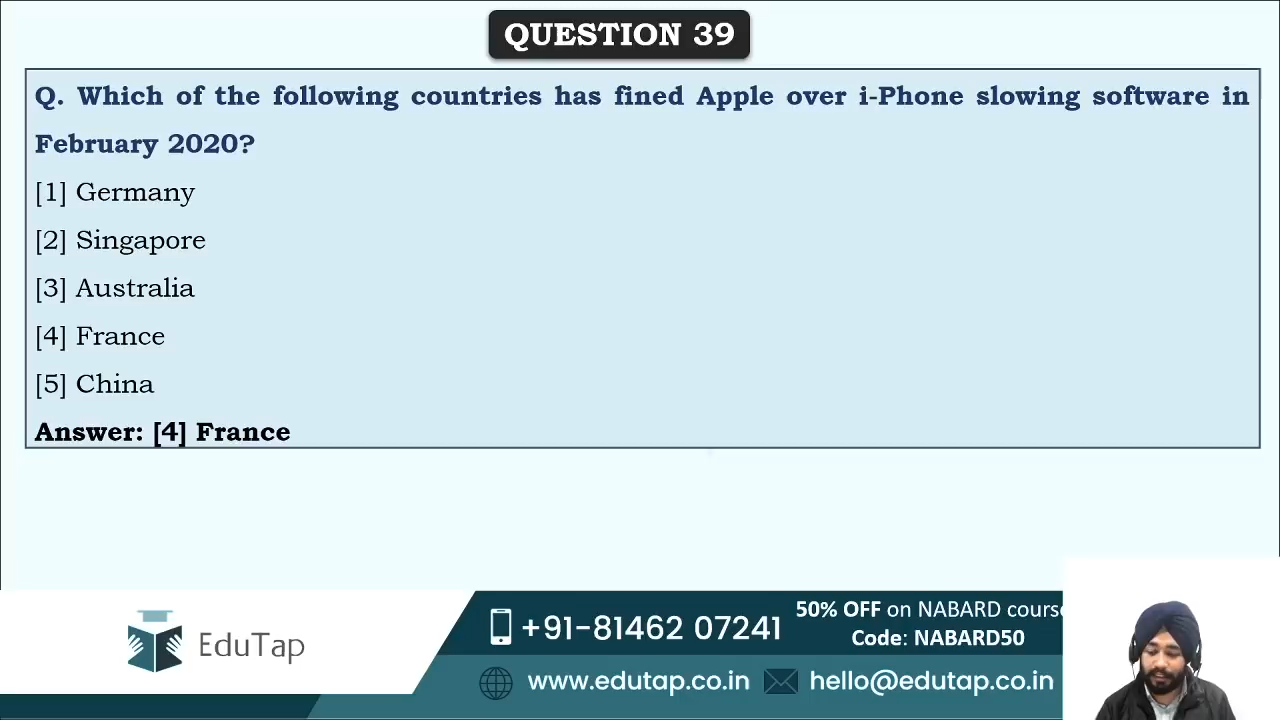 QUESTION 39
Q. Which of the following countries has fined Apple over i-Phone slowing software in
February 2020?
[1] Germany
[2] Singapore
[3] Australia
[4] France
[5] China
Answer: [4] France
EduTap
+91-81462 07241
50% OFF on NABARD course
Code: NABARD50
www.edutap.co.in
hello@edutap.co.in